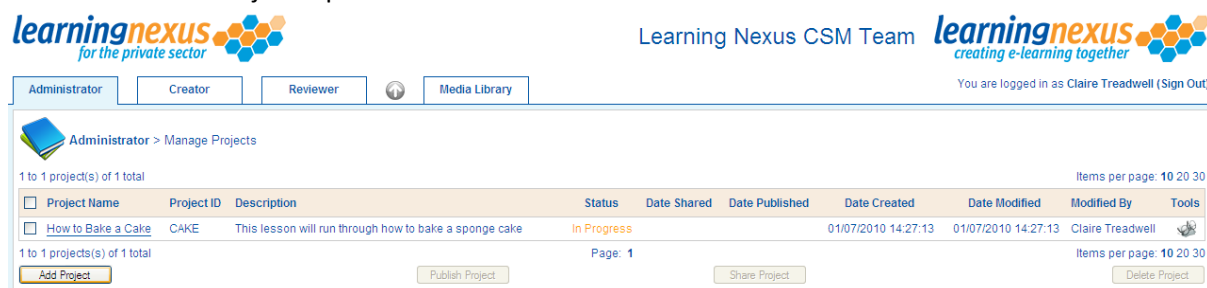 learningnexus Learning Nexus CSM Team learningnexus
for the private sector creating e-learning together
Administrator Creator Reviewer Media Library You are logged in as Claire Treadwell (Sign Out)
Administrator > Manage Projects
1 to 1 project(s) of 1 total Items per page: 10 20 30
Project Name Project ID Description Status Date Shared Date Published Date Created Date Modified Modified By Tools
How to Bake a Cake CAKE This lesson will run through how to bake a sponge cake In Progress 01/07/2010 14:27:13 01/07/2010 14:27:13 Claire Treadwell
1 to 1 projects(s) of 1 total Page: 1 Items per page: 10 20 30
Add Project Publish Project Share Project Delete Project